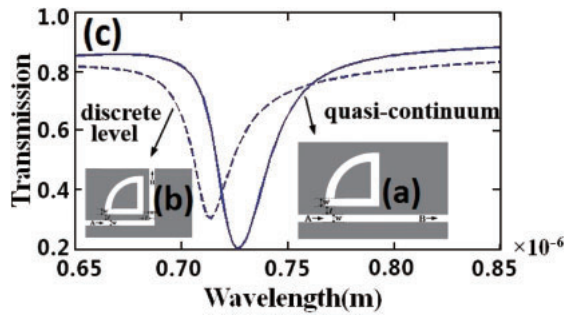 (c)
Transmission
1.0
0.8
0.6
0.4
0.2
discrete
level
quasi-continuum
(b)
(a)
A
w
A
w
B
0.65
0.70
0.75
0.80
0.85
×10⁻⁶
Wavelength(m)